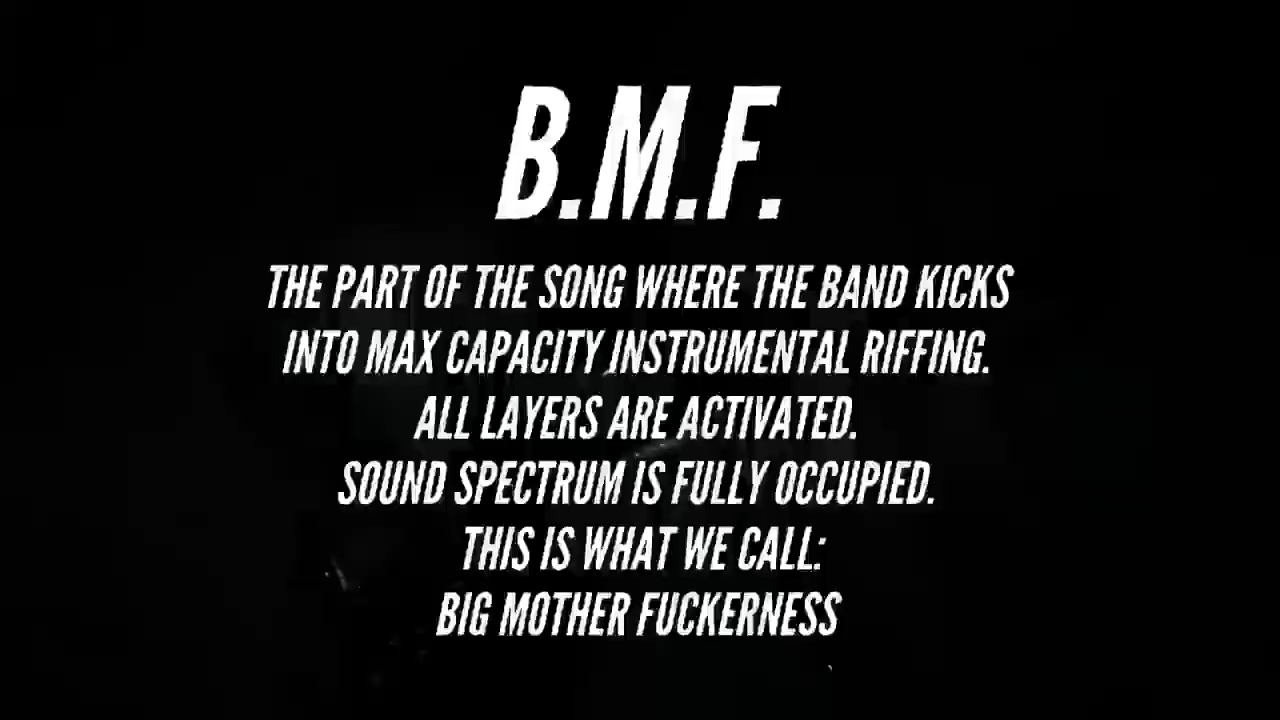 B.M.F.
THE PART OF THE SONG WHERE THE BAND KICKS
INTO MAX CAPACITY INSTRUMENTAL RIFFING.
ALL LAYERS ARE ACTIVATED.
SOUND SPECTRUM IS FULLY OCCUPIED.
THIS IS WHAT WE CALL:
BIG MOTHER FUCKERNESS